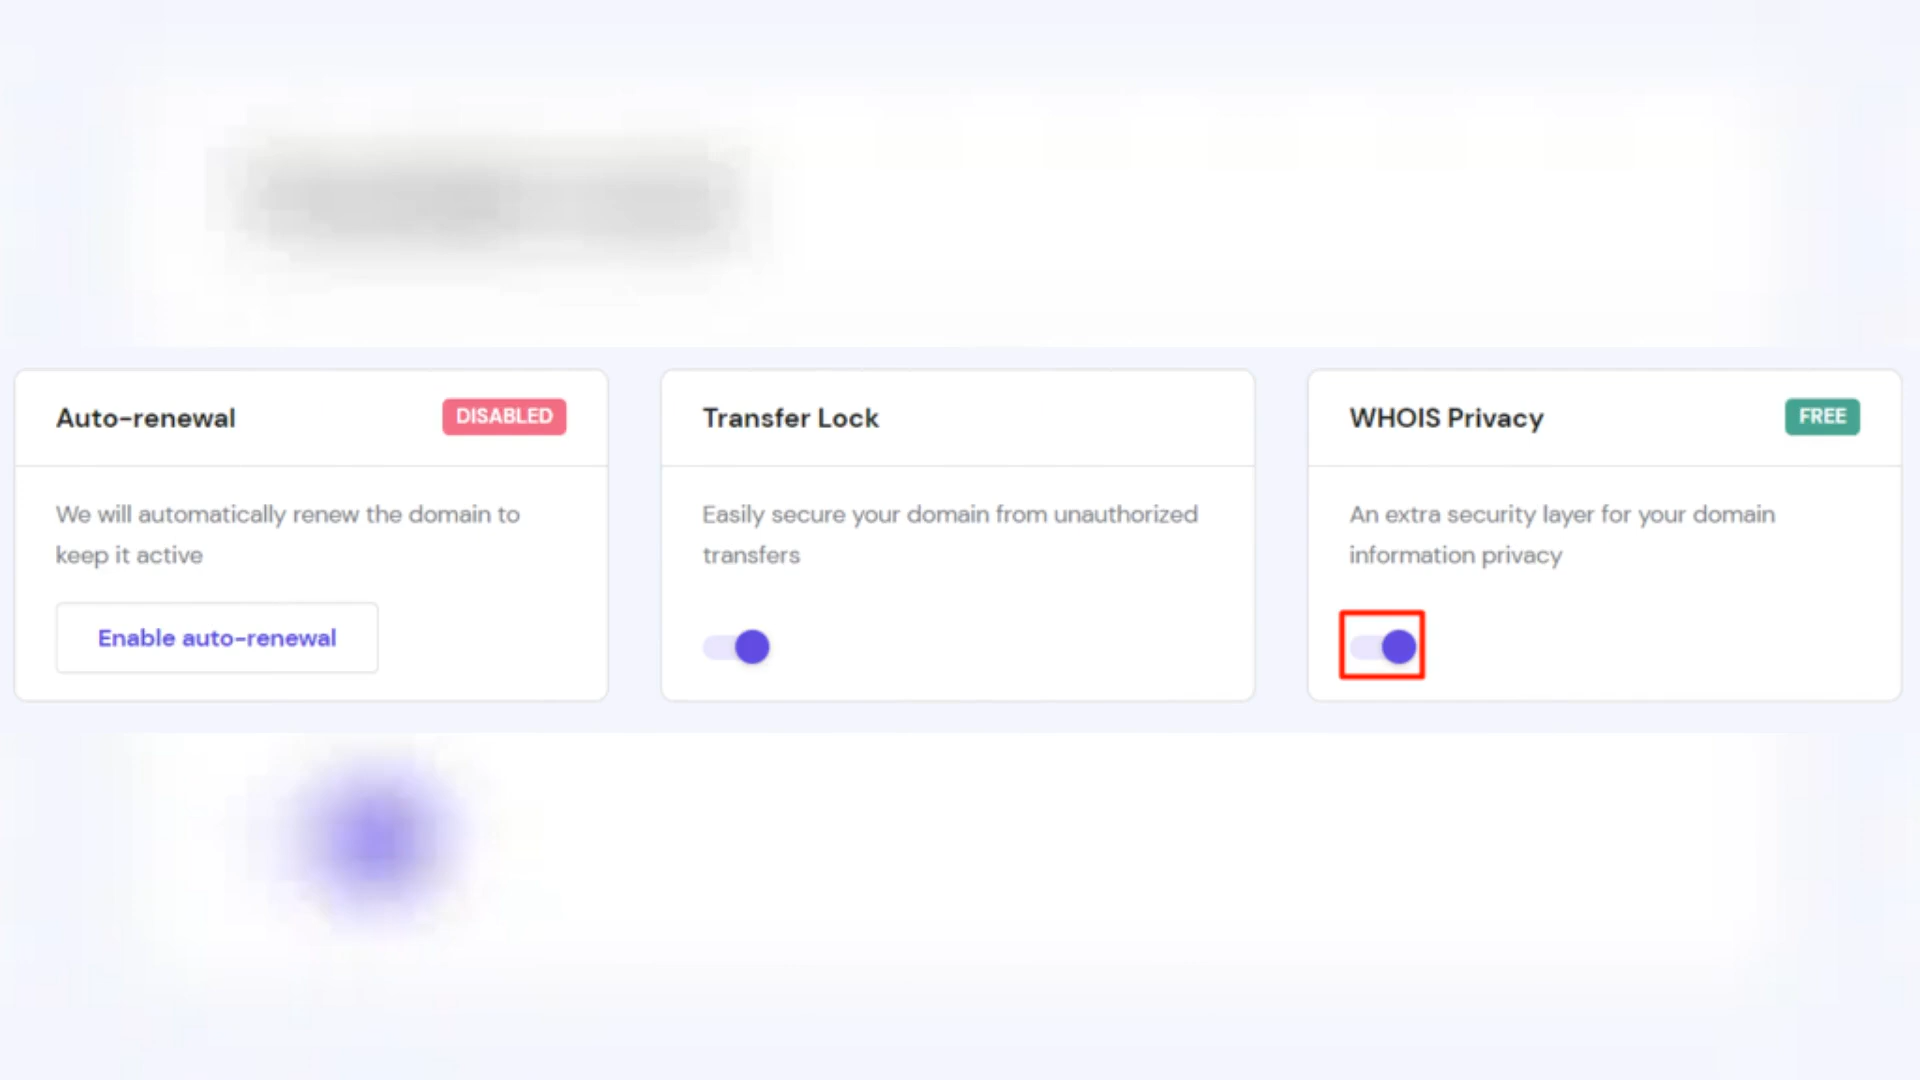 Auto-renewal
DISABLED
We will automatically renew the domain to
keep it active
Enable auto-renewal
Transfer Lock
Easily secure your domain from unauthorized
transfers
WHOIS Privacy
FREE
An extra security layer for your domain
information privacy